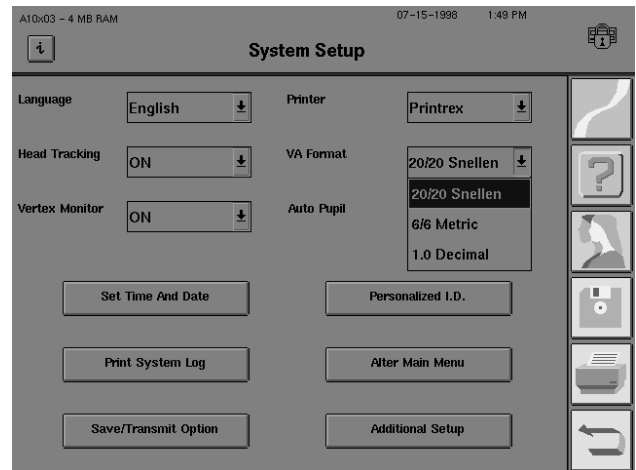 A10x03 – 4 MB RAM 07–15–1998 1:49 PM
i System Setup
Language English Printer Printrex
Head Tracking ON VA Format 20/20 Snellen
20/20 Snellen
Vertex Monitor ON Auto Pupil 6/6 Metric
1.0 Decimal
Set Time And Date Personalized I.D.
Print System Log Alter Main Menu
Save/Transmit Option Additional Setup